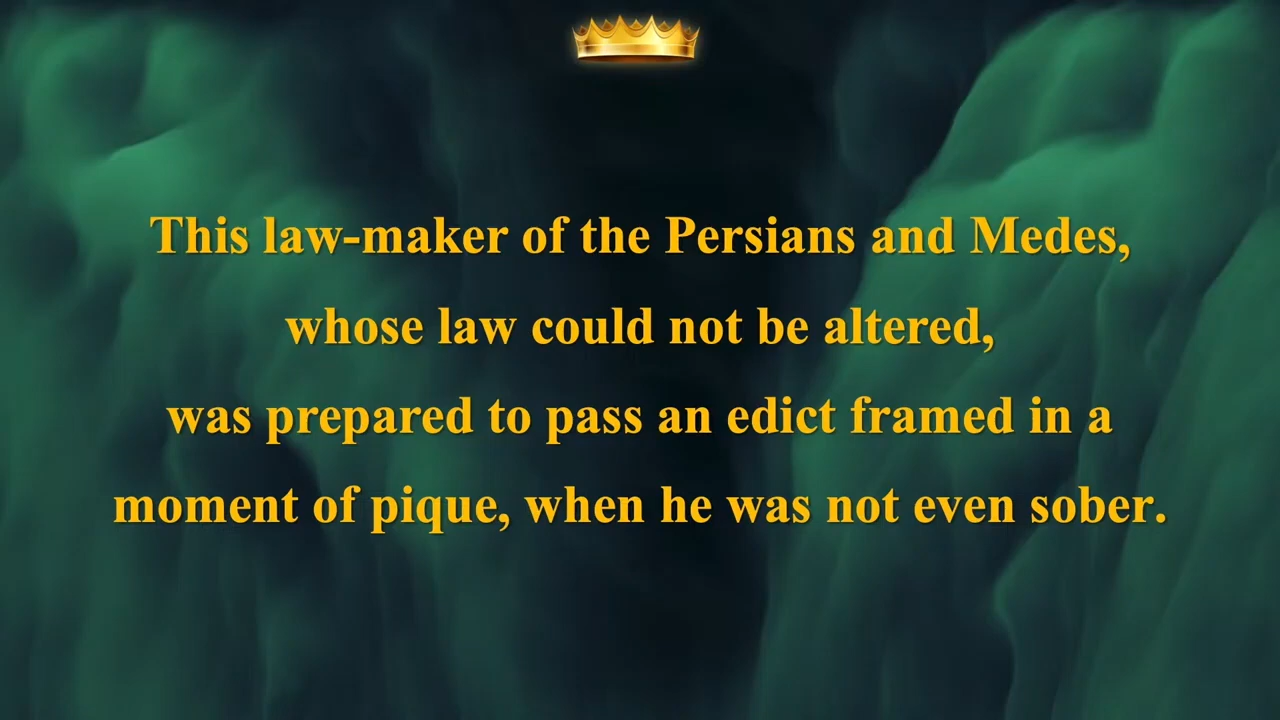 This law-maker of the Persians and Medes,
whose law could not be altered,
was prepared to pass an edict framed in a
moment of pique, when he was not even sober.